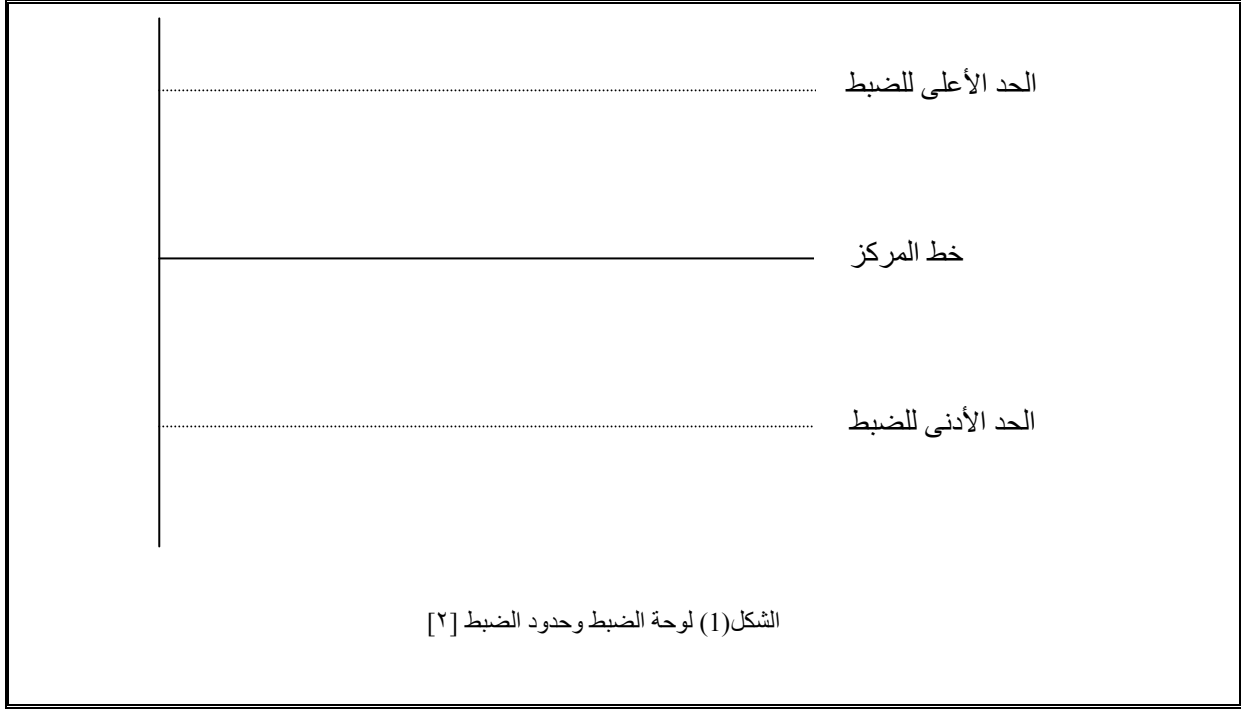 الحد الأعلى للضبط
خط المركز
الحد الأدنى للضبط
الشكل(1) لوحة الضبط وحدود الضبط [٢]